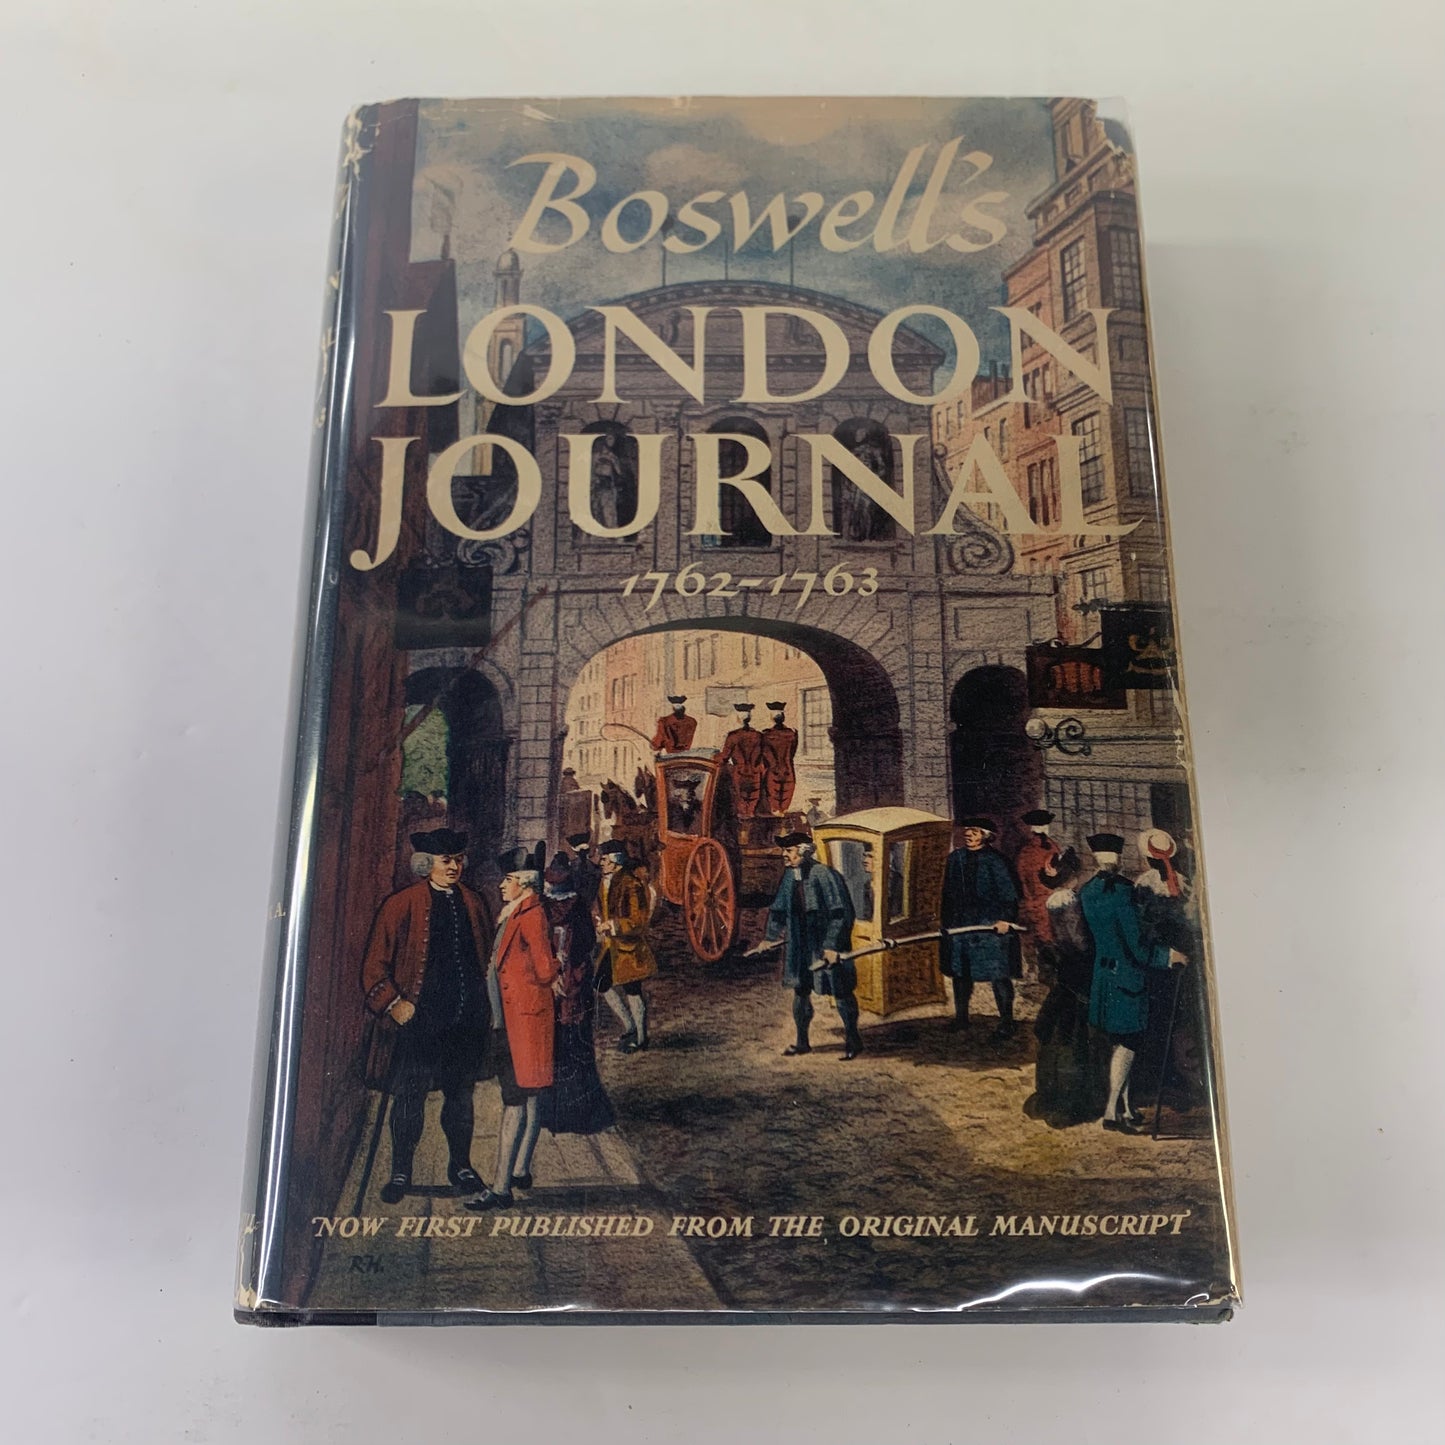 Boswell's
LONDON
JOURNAL
1762-1763
NOW FIRST PUBLISHED FROM THE ORIGINAL MANUSCRIPT
R.H.